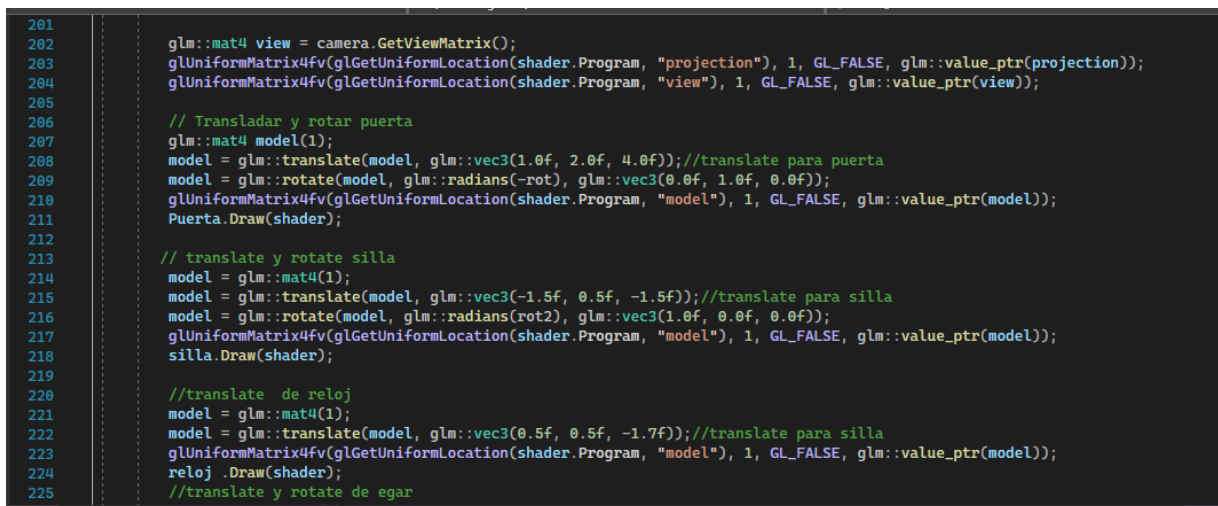 201
202 glm::mat4 view = camera.GetViewMatrix();
203 glUniformMatrix4fv(glGetUniformLocation(shader.Program, "projection"), 1, GL_FALSE, glm::value_ptr(projection));
204 glUniformMatrix4fv(glGetUniformLocation(shader.Program, "view"), 1, GL_FALSE, glm::value_ptr(view));
205
206 // Transladar y rotar puerta
207 glm::mat4 model(1);
208 model = glm::translate(model, glm::vec3(1.0f, 2.0f, 4.0f));//translate para puerta
209 model = glm::rotate(model, glm::radians(-rot), glm::vec3(0.0f, 1.0f, 0.0f));
210 glUniformMatrix4fv(glGetUniformLocation(shader.Program, "model"), 1, GL_FALSE, glm::value_ptr(model));
211 Puerta.Draw(shader);
212
213 // translate y rotate silla
214 model = glm::mat4(1);
215 model = glm::translate(model, glm::vec3(-1.5f, 0.5f, -1.5f));//translate para silla
216 model = glm::rotate(model, glm::radians(rot2), glm::vec3(1.0f, 0.0f, 0.0f));
217 glUniformMatrix4fv(glGetUniformLocation(shader.Program, "model"), 1, GL_FALSE, glm::value_ptr(model));
218 silla.Draw(shader);
219
220 //translate  de reloj
221 model = glm::mat4(1);
222 model = glm::translate(model, glm::vec3(0.5f, 0.5f, -1.7f));//translate para silla
223 glUniformMatrix4fv(glGetUniformLocation(shader.Program, "model"), 1, GL_FALSE, glm::value_ptr(model));
224 reloj .Draw(shader);
225 //translate y rotate de egar